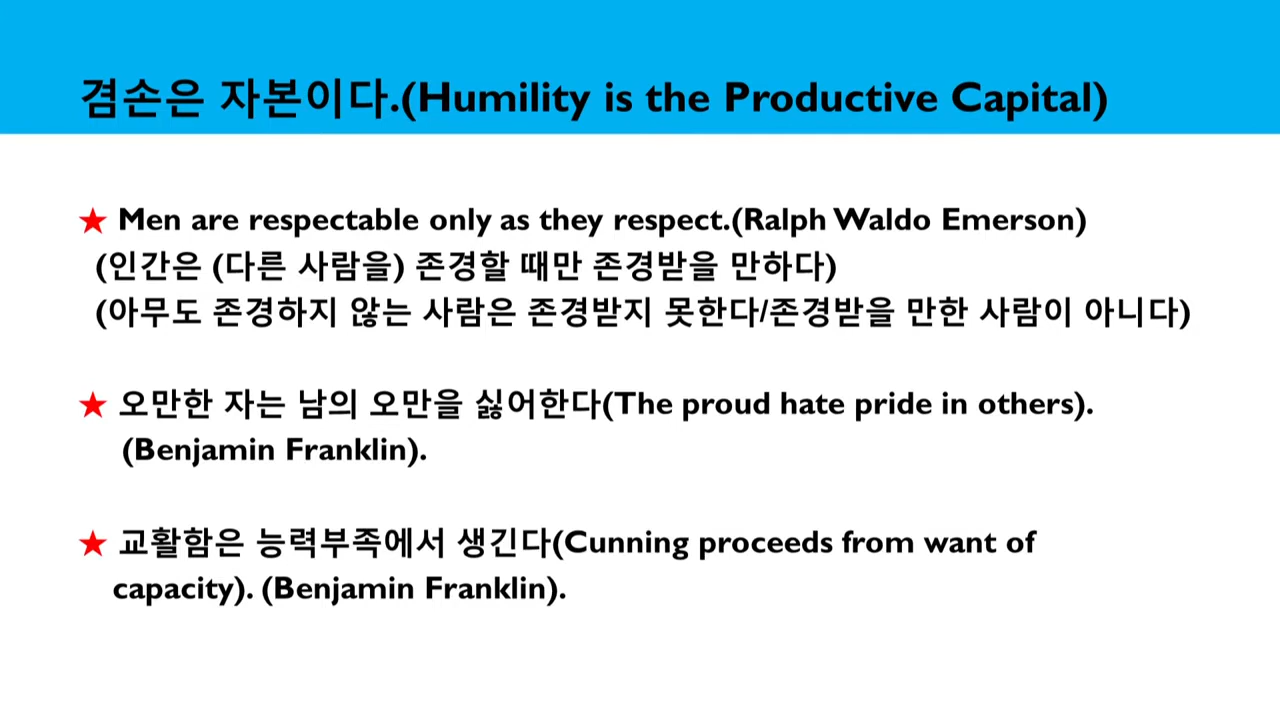 겸손은 자본이다.(Humility is the Productive Capital)
★ Men are respectable only as they respect.(Ralph Waldo Emerson)
(인간은 (다른 사람을) 존경할 때만 존경받을 만하다)
(아무도 존경하지 않는 사람은 존경받지 못한다/존경받을 만한 사람이 아니다)
★ 오만한 자는 남의 오만을 싫어한다(The proud hate pride in others).
(Benjamin Franklin).
★ 교활함은 능력부족에서 생긴다(Cunning proceeds from want of
capacity). (Benjamin Franklin).